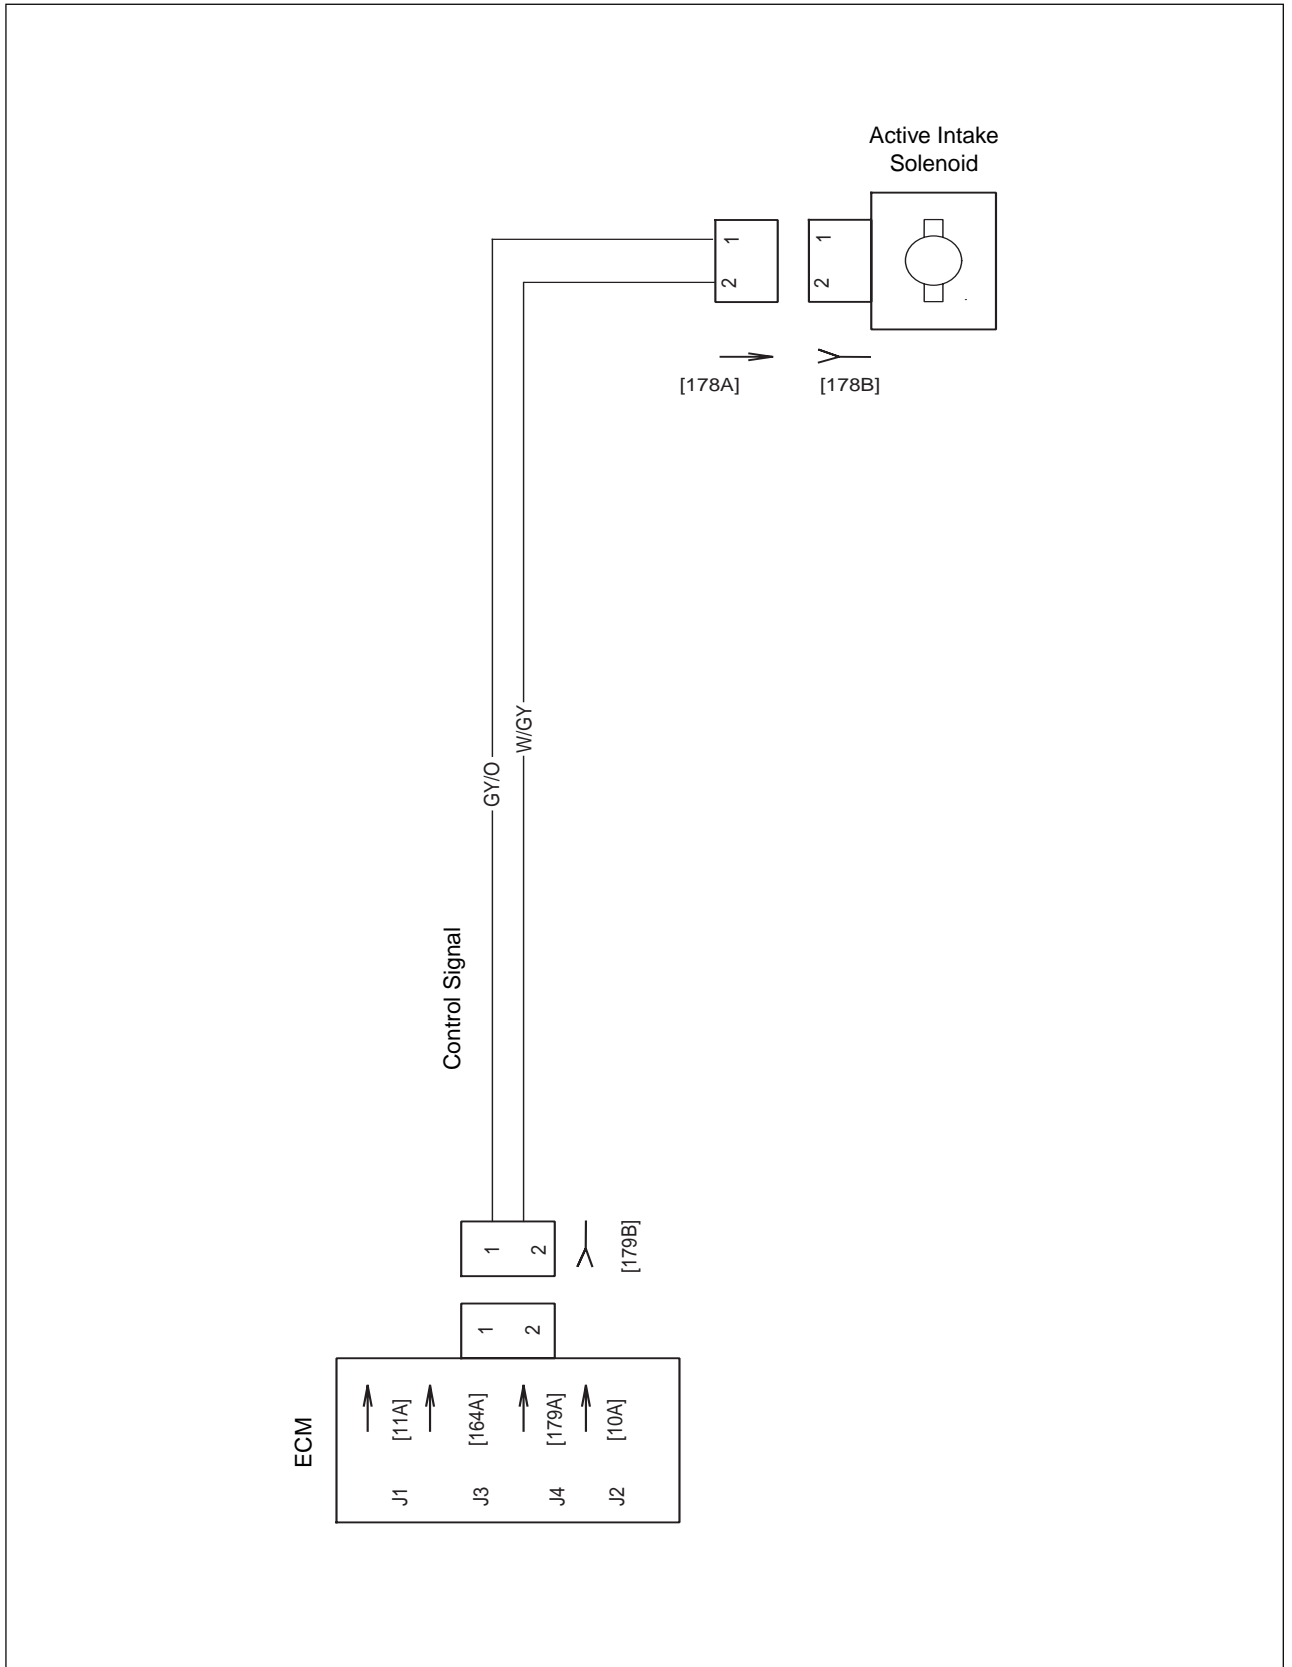 Active Intake
Solenoid
1
2
1
2
[178A]
[178B]
GY/O
W/GY
Control Signal
1
2
[179B]
1
2
ECM
[11A]
[164A]
[179A]
[10A]
J1
J3
J4
J2